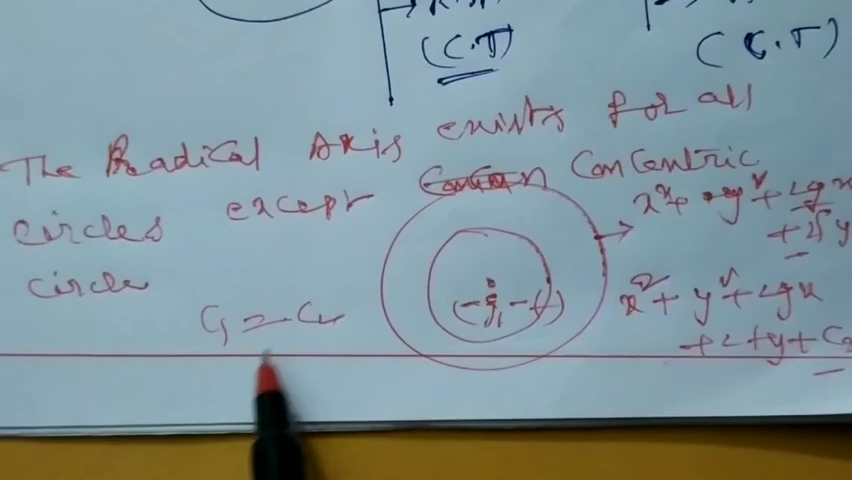 (C.T)
(C.T)
The Radical Axis exists for all
circles except Concentric
circle
x² + y² + 2gx
+ 2fy
(-g, -f)
x² + y² + 2gx
+ 2fy + C₂
C₁ = C₂